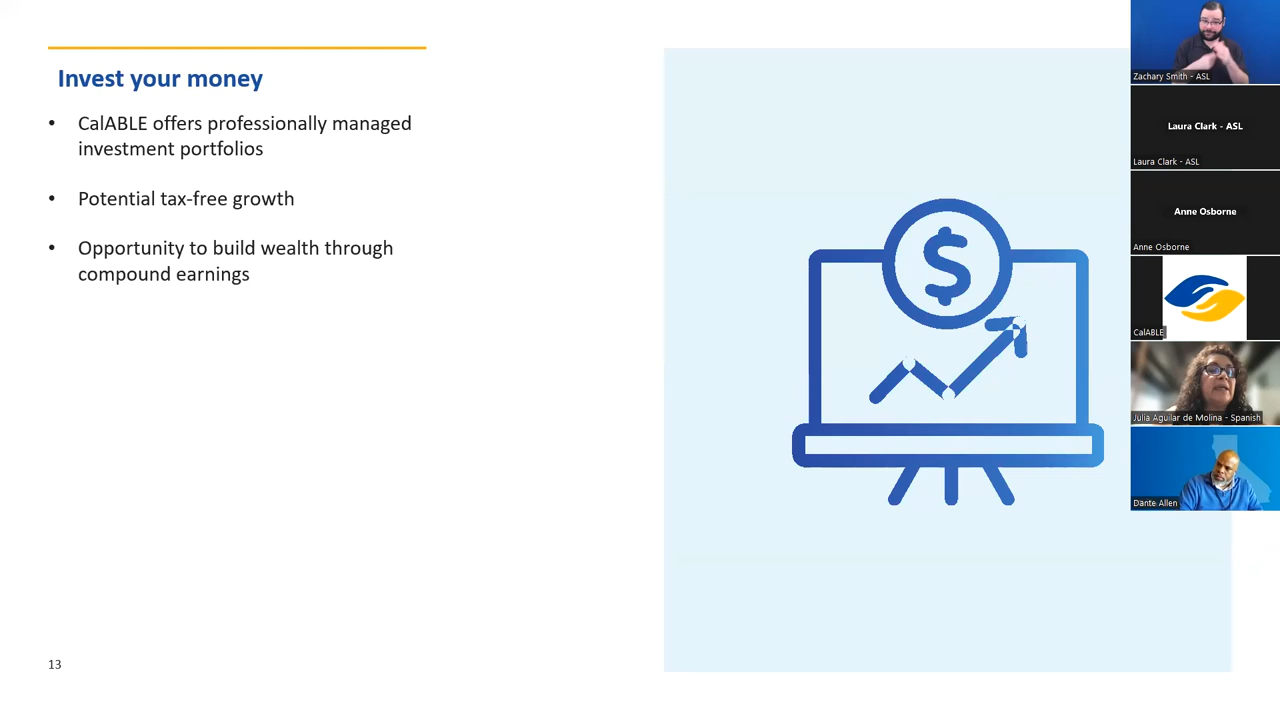 Invest your money
• CalABLE offers professionally managed
investment portfolios
• Potential tax-free growth
• Opportunity to build wealth through
compound earnings
$
13
Zachary Smith - ASL
Laura Clark - ASL
Laura Clark - ASL
Anne Osborne
Anne Osborne
CalABLE
Julia Aguilar de Molina - Spanish
Dante Allen